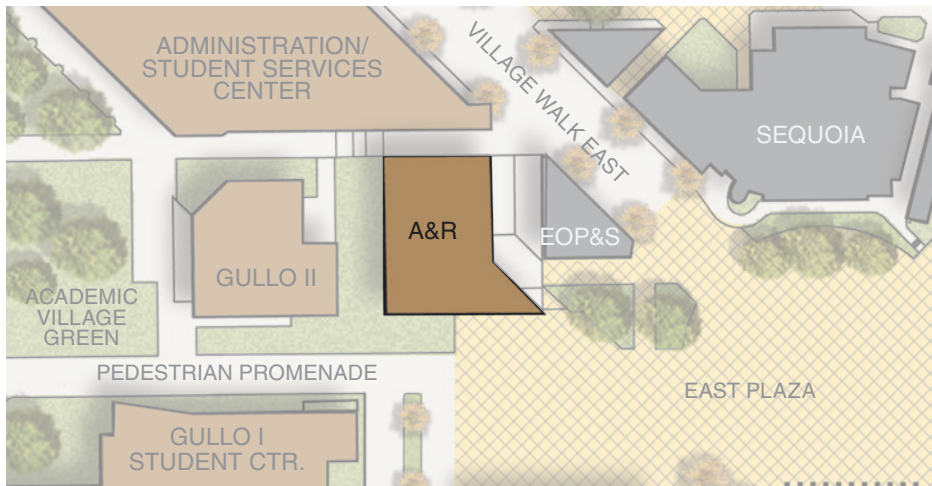 ADMINISTRATION/
STUDENT SERVICES
CENTER
VILLAGE WALK EAST
SEQUOIA
A&R
EOP&S
GULLO II
ACADEMIC
VILLAGE
GREEN
PEDESTRIAN PROMENADE
EAST PLAZA
GULLO I
STUDENT CTR.